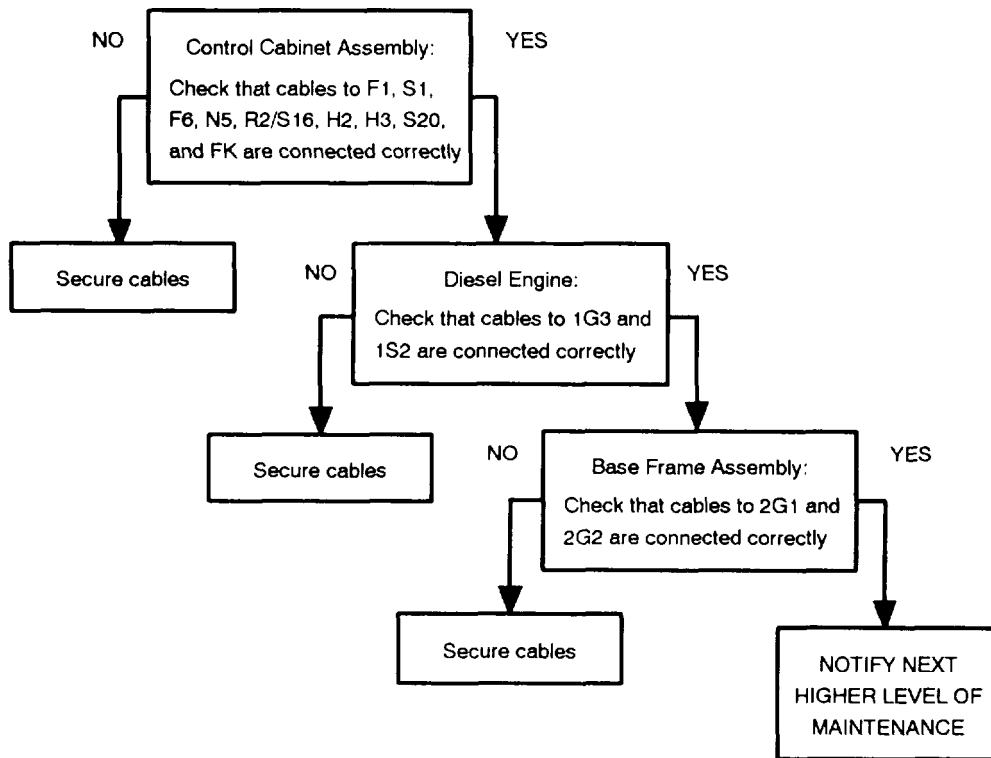 NO
YES
Control Cabinet Assembly:
Check that cables to F1, S1,
F6, N5, R2/S16, H2, H3, S20,
and FK are connected correctly
Secure cables
NO
YES
Diesel Engine:
Check that cables to 1G3 and
1S2 are connected correctly
Secure cables
NO
YES
Base Frame Assembly:
Check that cables to 2G1 and
2G2 are connected correctly
Secure cables
NOTIFY NEXT
HIGHER LEVEL OF
MAINTENANCE